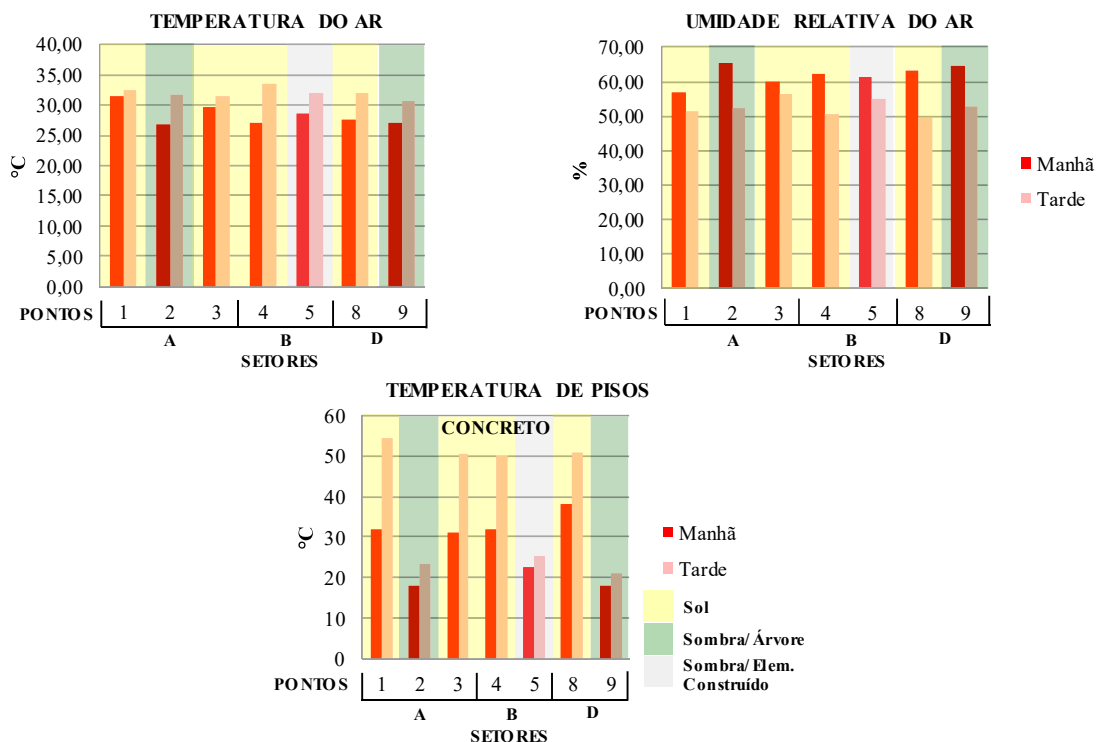 TEMPERATURA DO AR
40,00
35,00
30,00
25,00
20,00
15,00
10,00
5,00
0,00
°C
PONTOS 1 2 3 4 5 8 9
A B D
SETORES
UMIDADE RELATIVA DO AR
70,00
60,00
50,00
40,00
30,00
20,00
10,00
0,00
%
PONTOS 1 2 3 4 5 8 9
A B D
SETORES
Manhã
Tarde
TEMPERATURA DE PISOS
CONCRETO
60
50
40
30
20
10
0
°C
PONTOS 1 2 3 4 5 8 9
A B D
SETORES
Manhã
Tarde
Sol
Sombra/Árvore
Sombra/Elem.
Construído